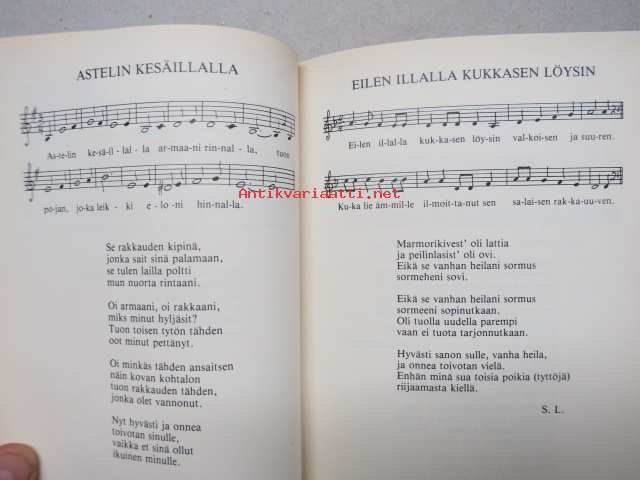 ASTELIN KESÄILLALLA
As-te-lin ke-sä-il-lal-la ar-maa-ni rin-nal-la, tuon
po-jan, jo-ka leik-ki e-lo-ni hin-nal-la.
Se rakkauden kipinä,
jonka sait sinä palamaan,
se tulen lailla poltti
mun nuorta rintaani.
Oi armaani, oi rakkaani,
miks minut hyljäsit?
Tuon toisen tytön tähden
oot minut pettänyt.
Oi minkäs tähden ansaitsen
näin kovan kohtalon
tuon rakkauden tähden,
jonka olet vannonut.
Nyt hyvästi ja onnea
toivotan sinulle,
vaikka et sinä ollut
ikuinen minulle.
EILEN ILLALLA KUKKASEN LÖYSIN
Ei-len il-lal-la kuk-ka-sen löy-sin val-koi-sen ja suu-ren.
Ku-ka lie äm-mil-le il-moit-ta-nut sen sa-lai-sen rak-ka-uu-ven.
Marmorikivest' oli lattia
ja peilinlasist' oli ovi.
Eikä se vanhan heilani sormus
sormeheni sovi.
Eikä se vanhan heilani sormus
sormeeni sopinutkaan.
Oli tuolla uudella parempi
vaan ei tuota tarjonnutkaan.
Hyvästi sanon sulle, vanha heila,
ja onnea toivotan vielä.
Enhän minä sua toisia poikia (tyttöjä)
riijaamasta kiellä.
S. L.
Antikvariaatti.net